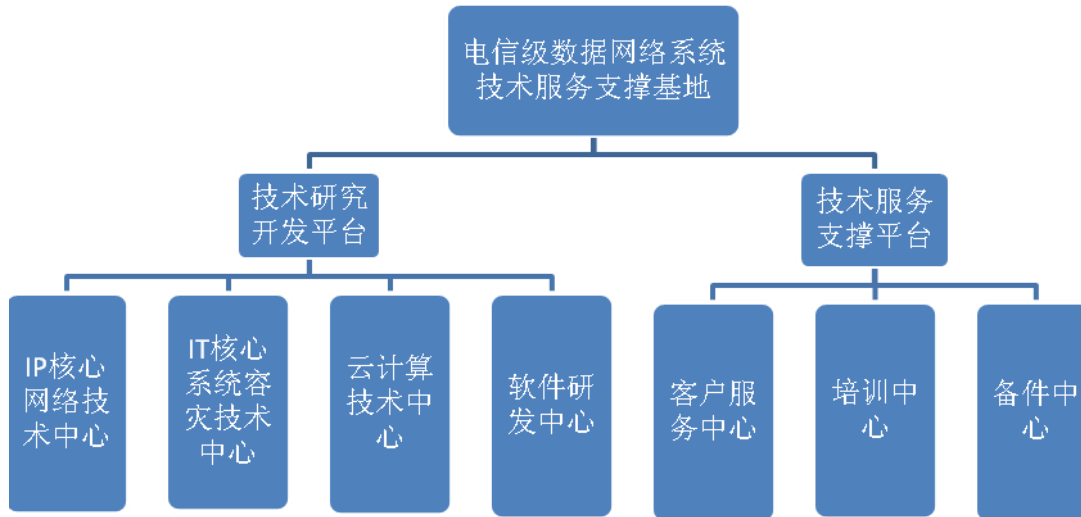 电信级数据网络系统
技术服务支撑基地
技术研究
开发平台
技术服务
支撑平台
IP核心
网络技
术中心
IT核心
系统容
灾技术
中心
云计算
技术中
心
软件研
发中心
客户服
务中心
培训中
心
备件中
心